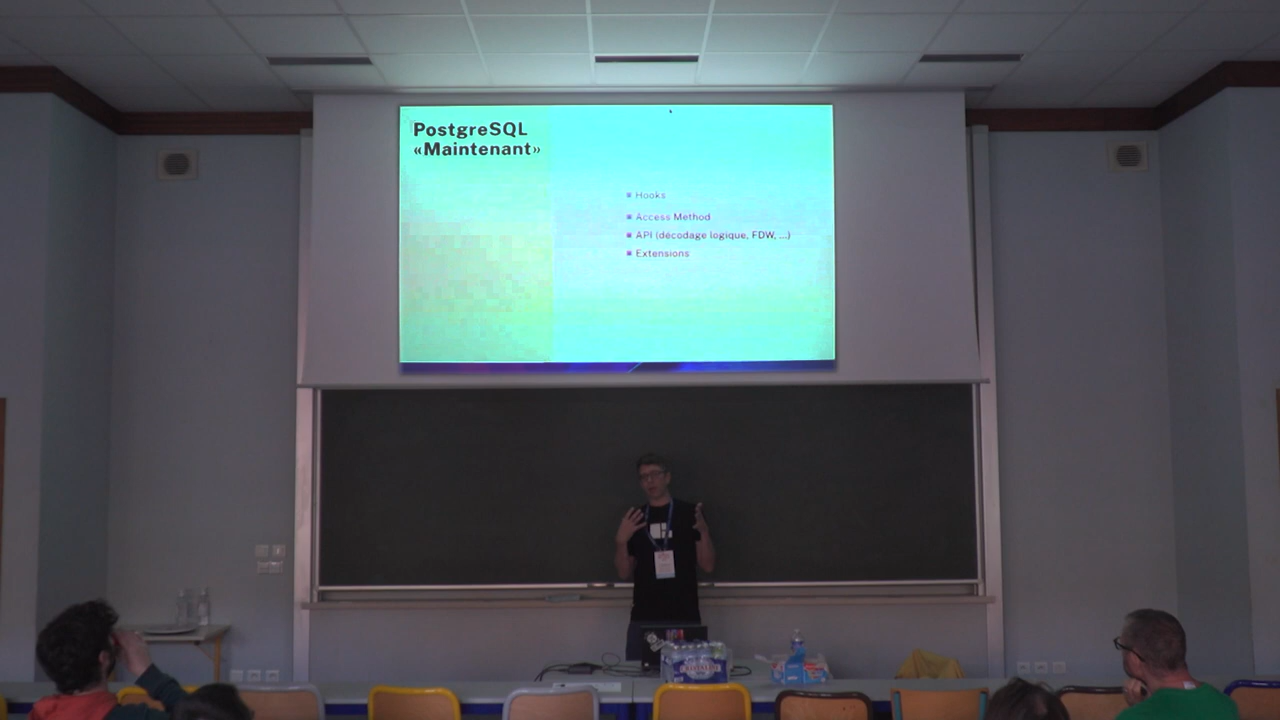 PostgreSQL
«Maintenant»
Hooks
Access Method
API (décodage logique, FDW, ...)
Extensions